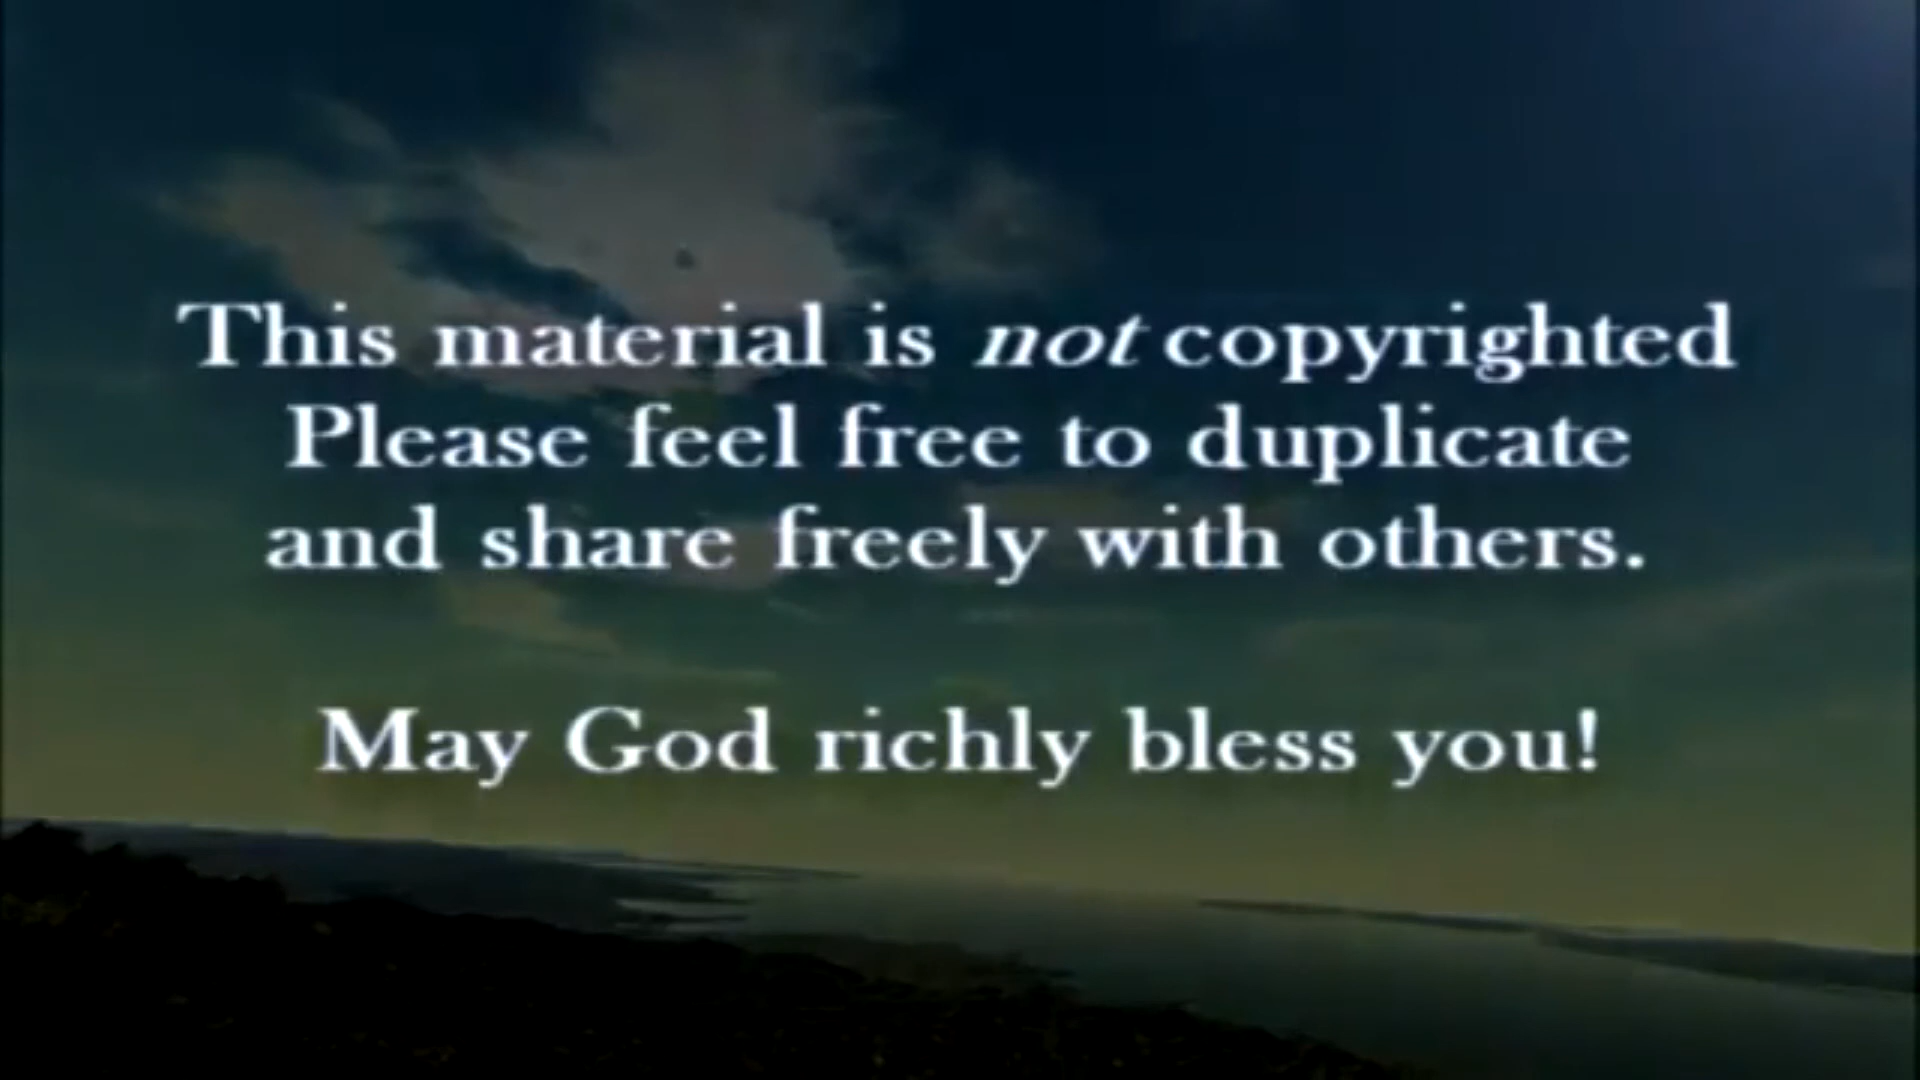 This material is not copyrighted
Please feel free to duplicate
and share freely with others.
May God richly bless you!